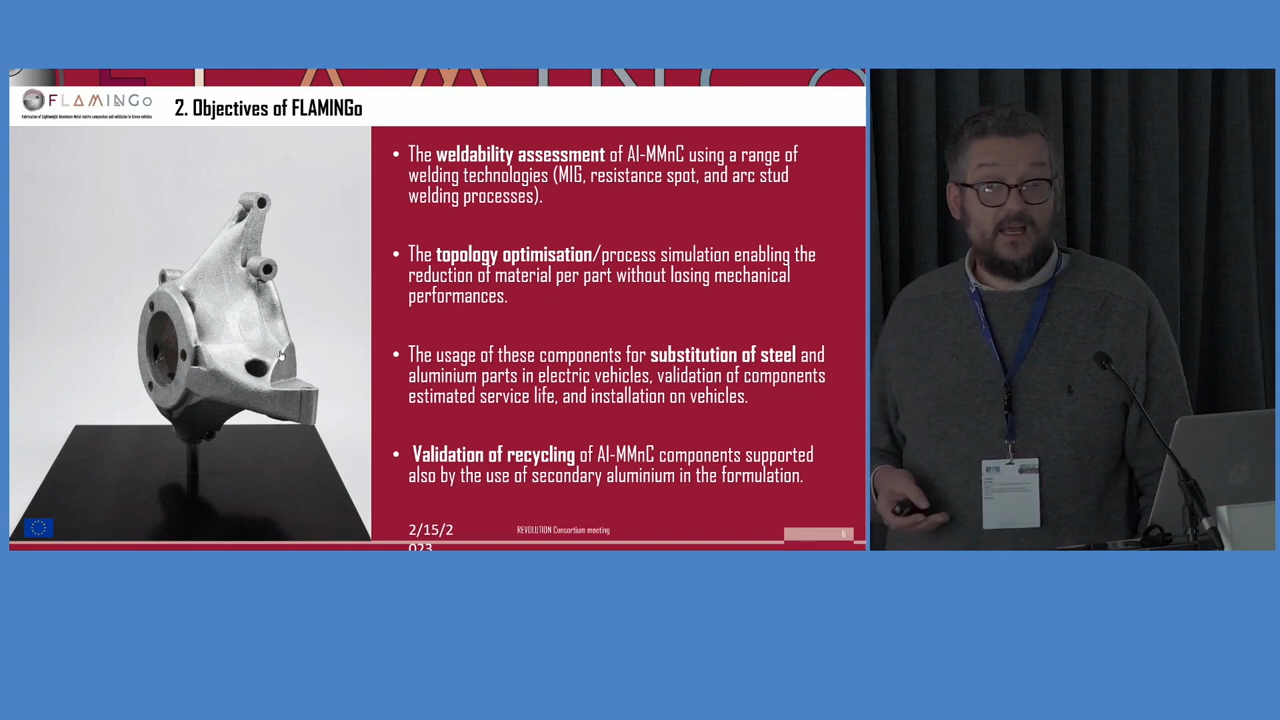 FLAMINGo
FLAMINGo
Fabrication of Lightweight Aluminium Metal matrix composites and validation in Green vehicles
2. Objectives of FLAMINGo
• The weldability assessment of Al-MMnC using a range of
welding technologies (MIG, resistance spot, and arc stud
welding processes).
• The topology optimisation/process simulation enabling the
reduction of material per part without losing mechanical
performances.
• The usage of these components for substitution of steel and
aluminium parts in electric vehicles, validation of components
estimated service life, and installation on vehicles.
• Validation of recycling of Al-MMnC components supported
also by the use of secondary aluminium in the formulation.
2/15/2
023
REVOLUTION Consortium meeting
6